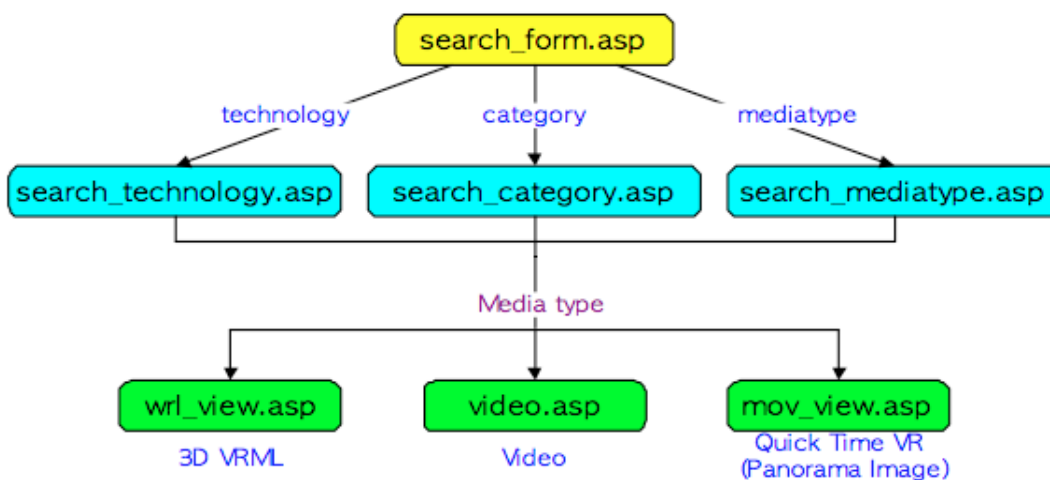 search_form.asp
technology
category
mediatype
search_technology.asp
search_category.asp
search_mediatype.asp
Media type
wrl_view.asp
video.asp
mov_view.asp
3D VRML
Video
Quick Time VR
(Panorama Image)